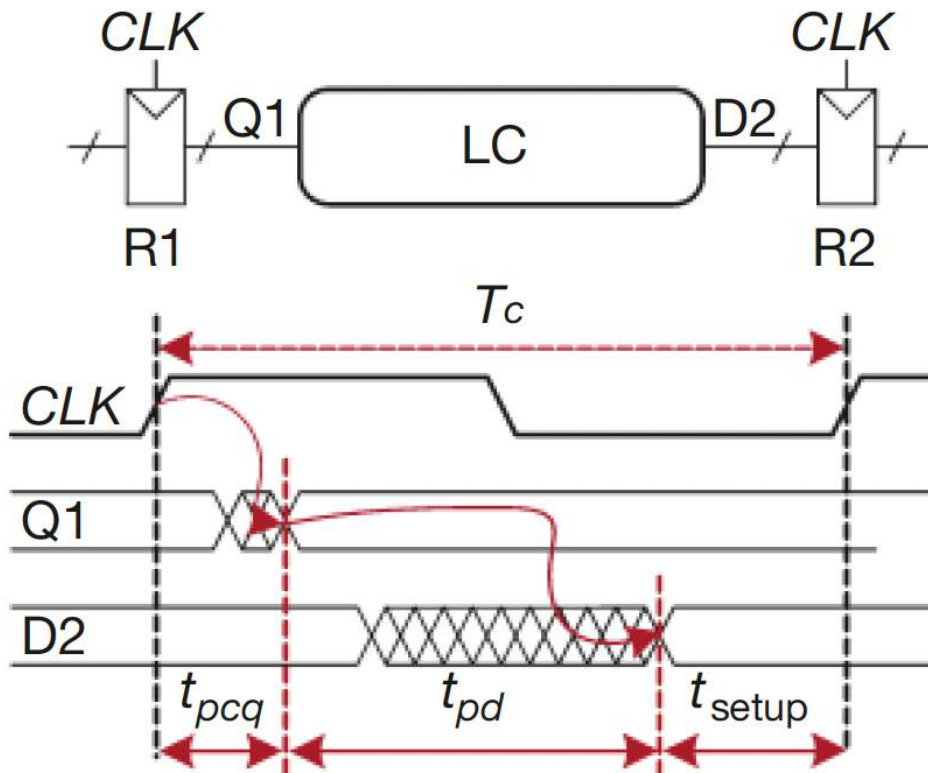 CLK CLK
Q1 LC D2
R1 R2
Tc
CLK
Q1
D2
tpcq tpd tsetup